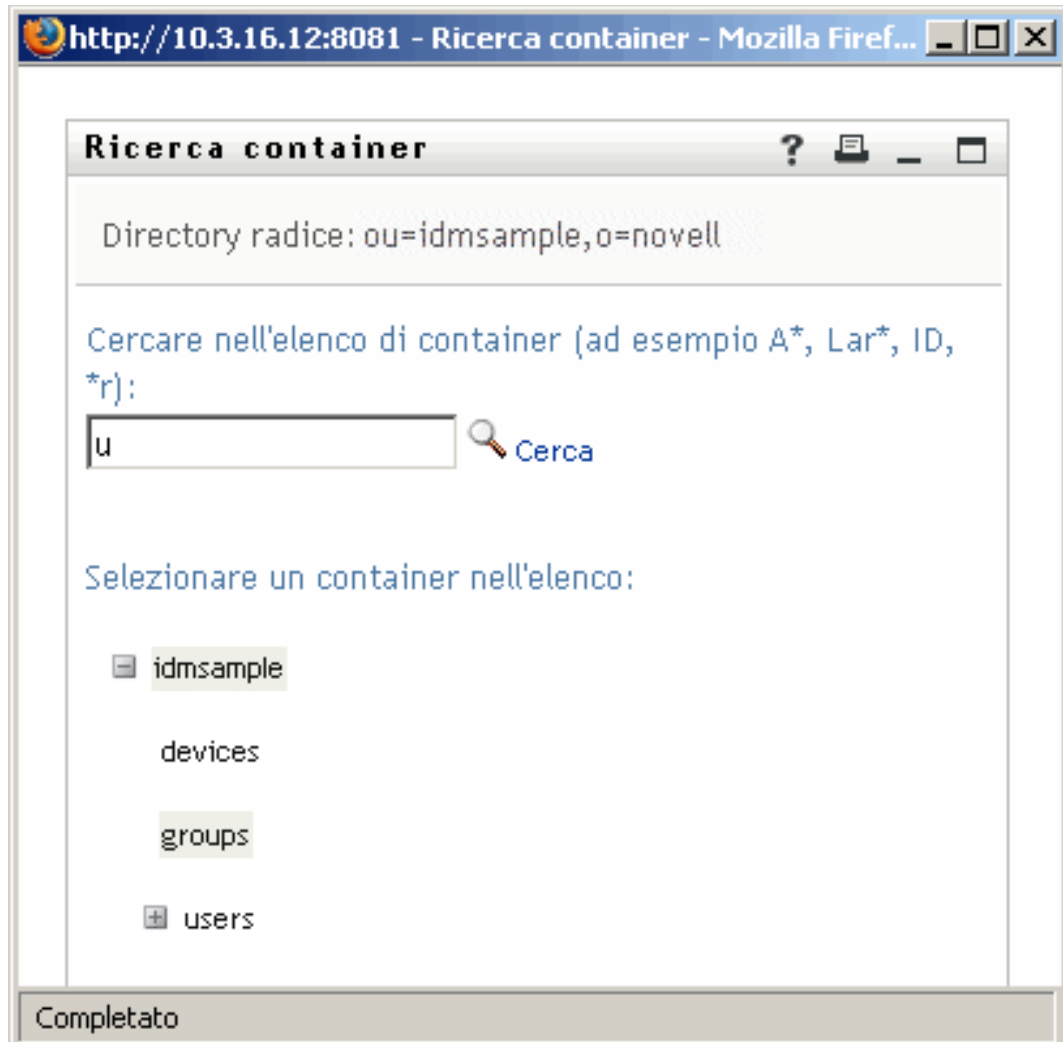 http://10.3.16.12:8081 - Ricerca container - Mozilla Firef...
Ricerca container
Directory radice: ou=idmsample,o=novell
Cercare nell'elenco di container (ad esempio A*, Lar*, ID,
*r):
u Cerca
Selezionare un container nell'elenco:
idmsample
devices
groups
users
Completato